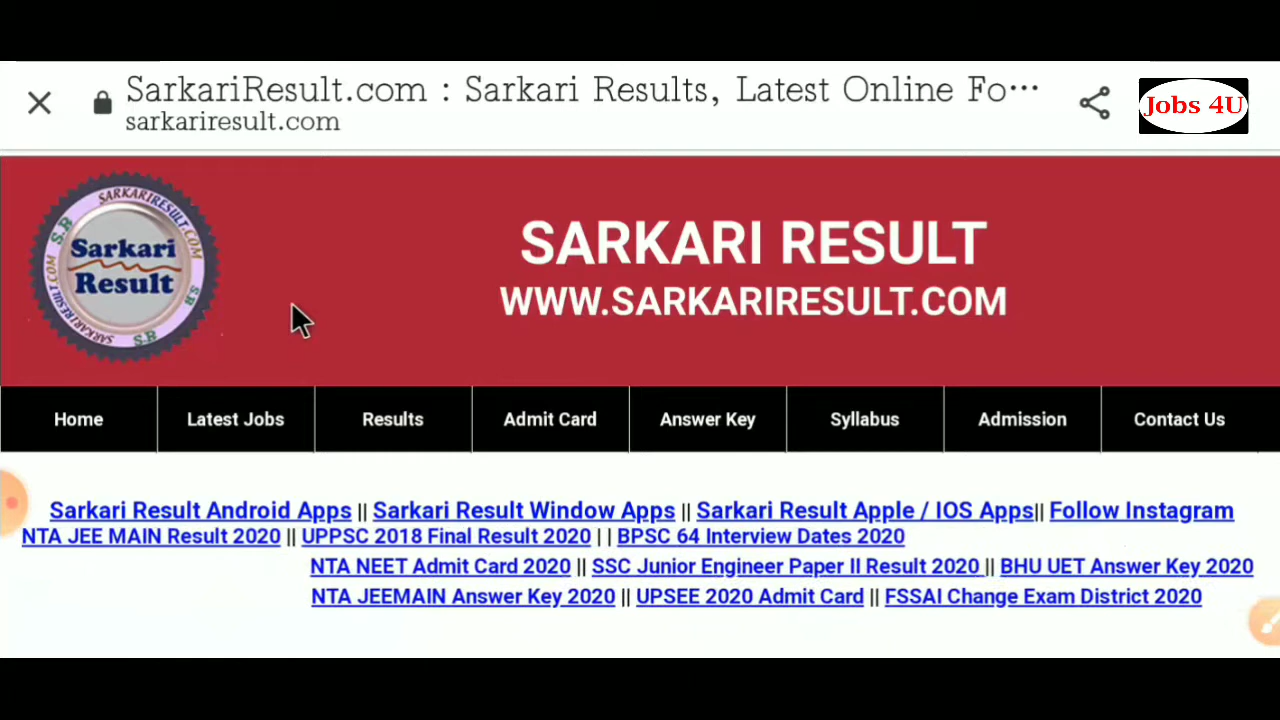 SarkariResult.com : Sarkari Results, Latest Online Fo...
sarkariresult.com
Jobs 4U
SARKARIRESULT.COM
S.R
S.R
SARKARIRESULT.COM
S.R
Sarkari
Result
SARKARI RESULT
WWW.SARKARIRESULT.COM
Home Latest Jobs Results Admit Card Answer Key Syllabus Admission Contact Us
Sarkari Result Android Apps || Sarkari Result Window Apps || Sarkari Result Apple / IOS Apps|| Follow Instagram
NTA JEE MAIN Result 2020 || UPPSC 2018 Final Result 2020 | | BPSC 64 Interview Dates 2020
NTA NEET Admit Card 2020 || SSC Junior Engineer Paper II Result 2020 || BHU UET Answer Key 2020
NTA JEEMAIN Answer Key 2020 || UPSEE 2020 Admit Card || FSSAI Change Exam District 2020